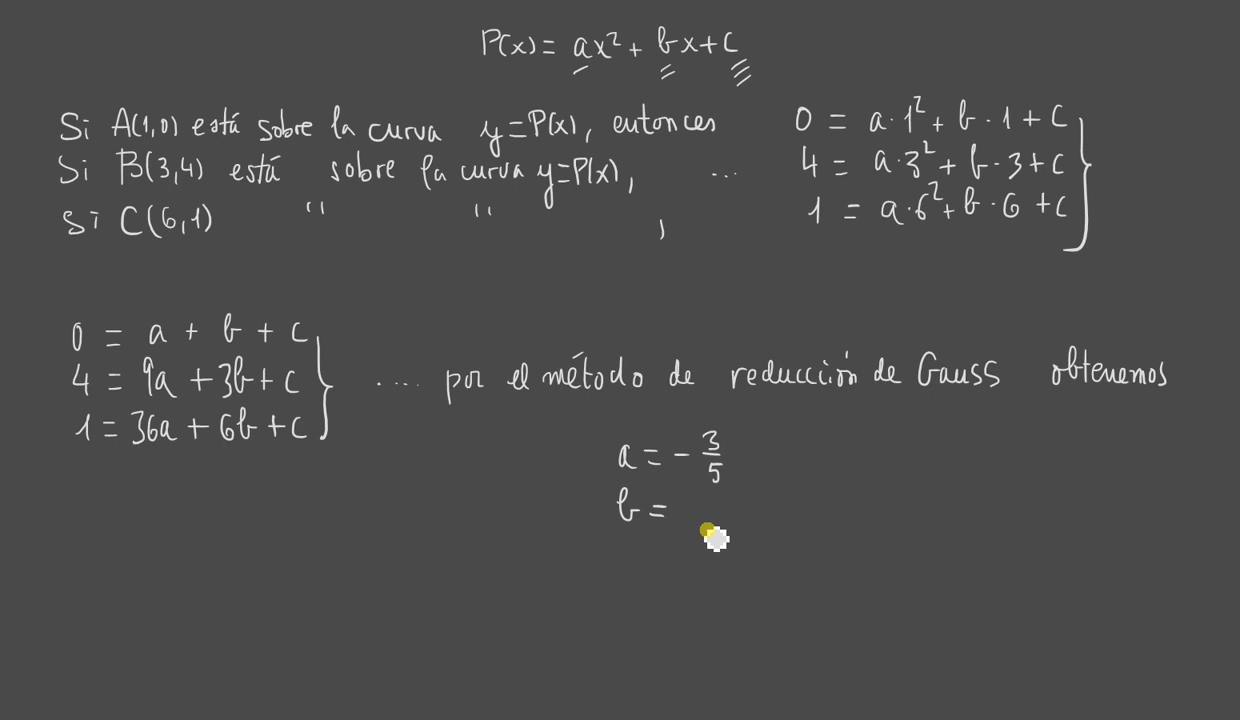 P(x) = ax² + bx + c
Si A(1,0) está sobre la curva y=P(x), entonces 0 = a·1² + b·1 + c
Si B(3,4) está sobre la curva y=P(x), ... 4 = a·3² + b·3 + c
Si C(6,1) " " , 1 = a·6² + b·6 + c
0 = a + b + c
4 = 9a + 3b + c .... por el método de reducción de Gauss obtenemos
1 = 36a + 6b + c
a = - 3/5
b =